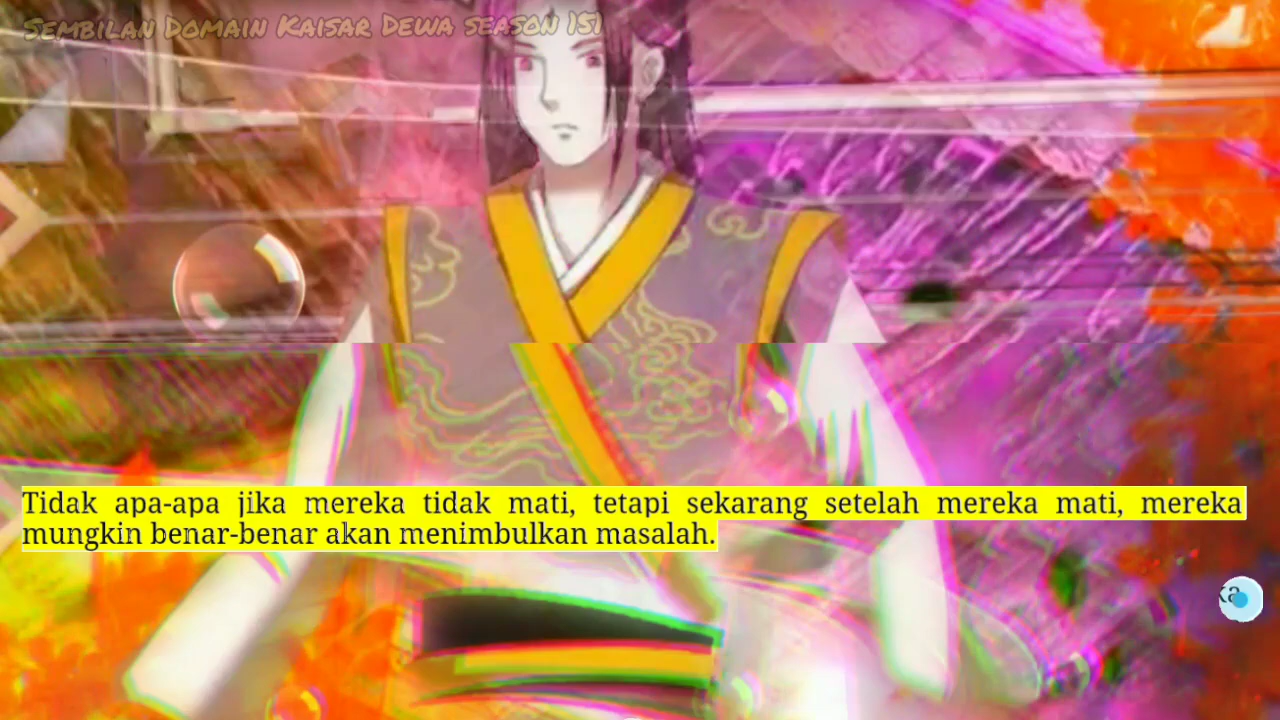 Sembilan Domain Kaisar Dewa season 151
Tidak apa-apa jika mereka tidak mati, tetapi sekarang setelah mereka mati, mereka
mungkin benar-benar akan menimbulkan masalah.